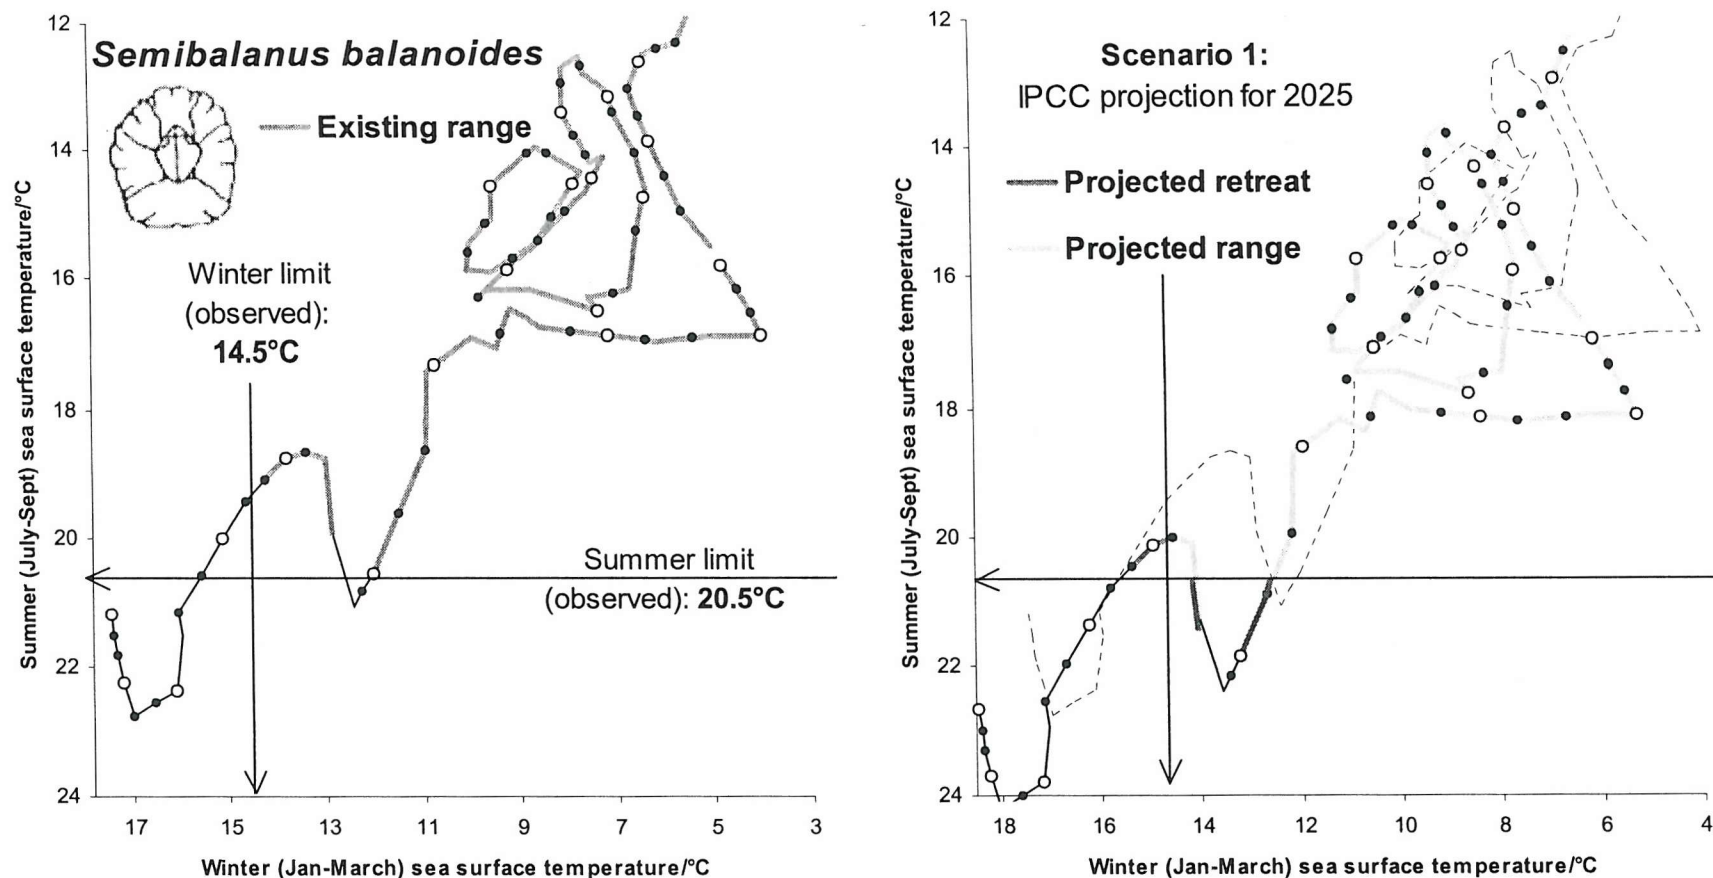 Semibalanus balanoides
Existing range
Winter limit
(observed):
14.5°C
Summer limit
(observed): 20.5°C
12
14
16
18
20
22
24
Summer (July-Sept) sea surface temperature/°C
17 15 13 11 9 7 5 3
Winter (Jan-March) sea surface temperature/°C
Scenario 1:
IPCC projection for 2025
Projected retreat
Projected range
12
14
16
18
20
22
24
Summer (July-Sept) sea surface temperature/°C
18 16 14 12 10 8 6 4
Winter (Jan-March) sea surface temperature/°C